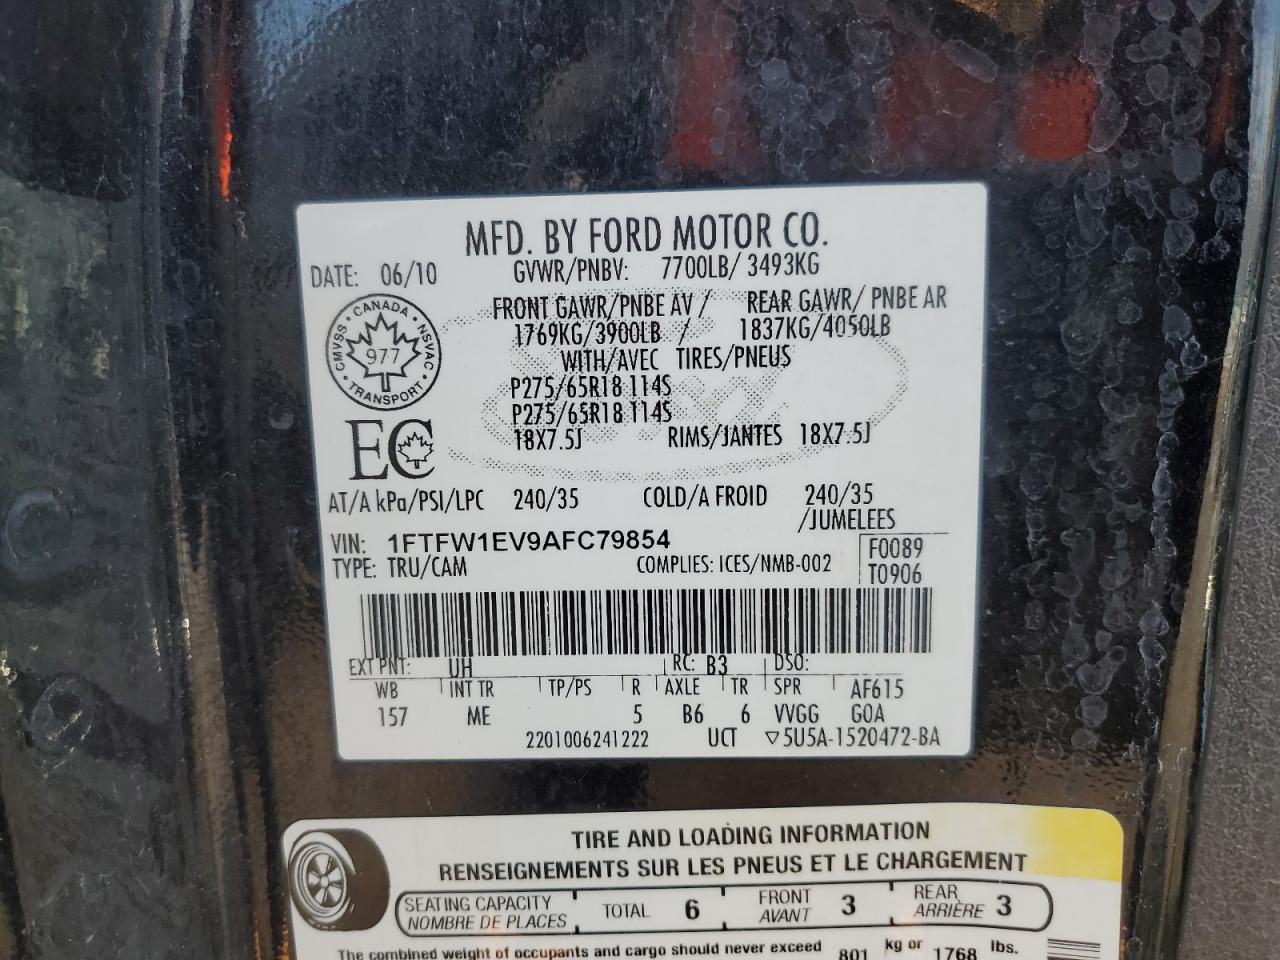 MFD. BY FORD MOTOR CO.
DATE: 06/10 GVWR/PNBV: 7700LB/ 3493KG
FRONT GAWR/PNBE AV / REAR GAWR/ PNBE AR
1769KG/3900LB / 1837KG/4050LB
WITH/AVEC TIRES/PNEUS
P275/65R18 114S
P275/65R18 114S
18X7.5J RIMS/JANTES 18X7.5J
CANADA • NSVAC • TRANSPORT • CMVSS •
977
EC
AT/A kPa/PSI/LPC 240/35 COLD/A FROID 240/35
/JUMELEES
VIN: 1FTFW1EV9AFC79854 F0089
TYPE: TRU/CAM COMPLIES: ICES/NMB-002 T0906
EXT PNT: UH RC: B3 DSO:
WB INT TR TP/PS R AXLE TR SPR AF615
157 ME 5 B6 6 VVGG GOA
2201006241222 UCT ▽5U5A-1520472-BA
TIRE AND LOADING INFORMATION
RENSEIGNEMENTS SUR LES PNEUS ET LE CHARGEMENT
SEATING CAPACITY TOTAL 6 FRONT 3 REAR 3
NOMBRE DE PLACES AVANT ARRIÈRE
The combined weight of occupants and cargo should never exceed 801 kg or 1768 lbs.